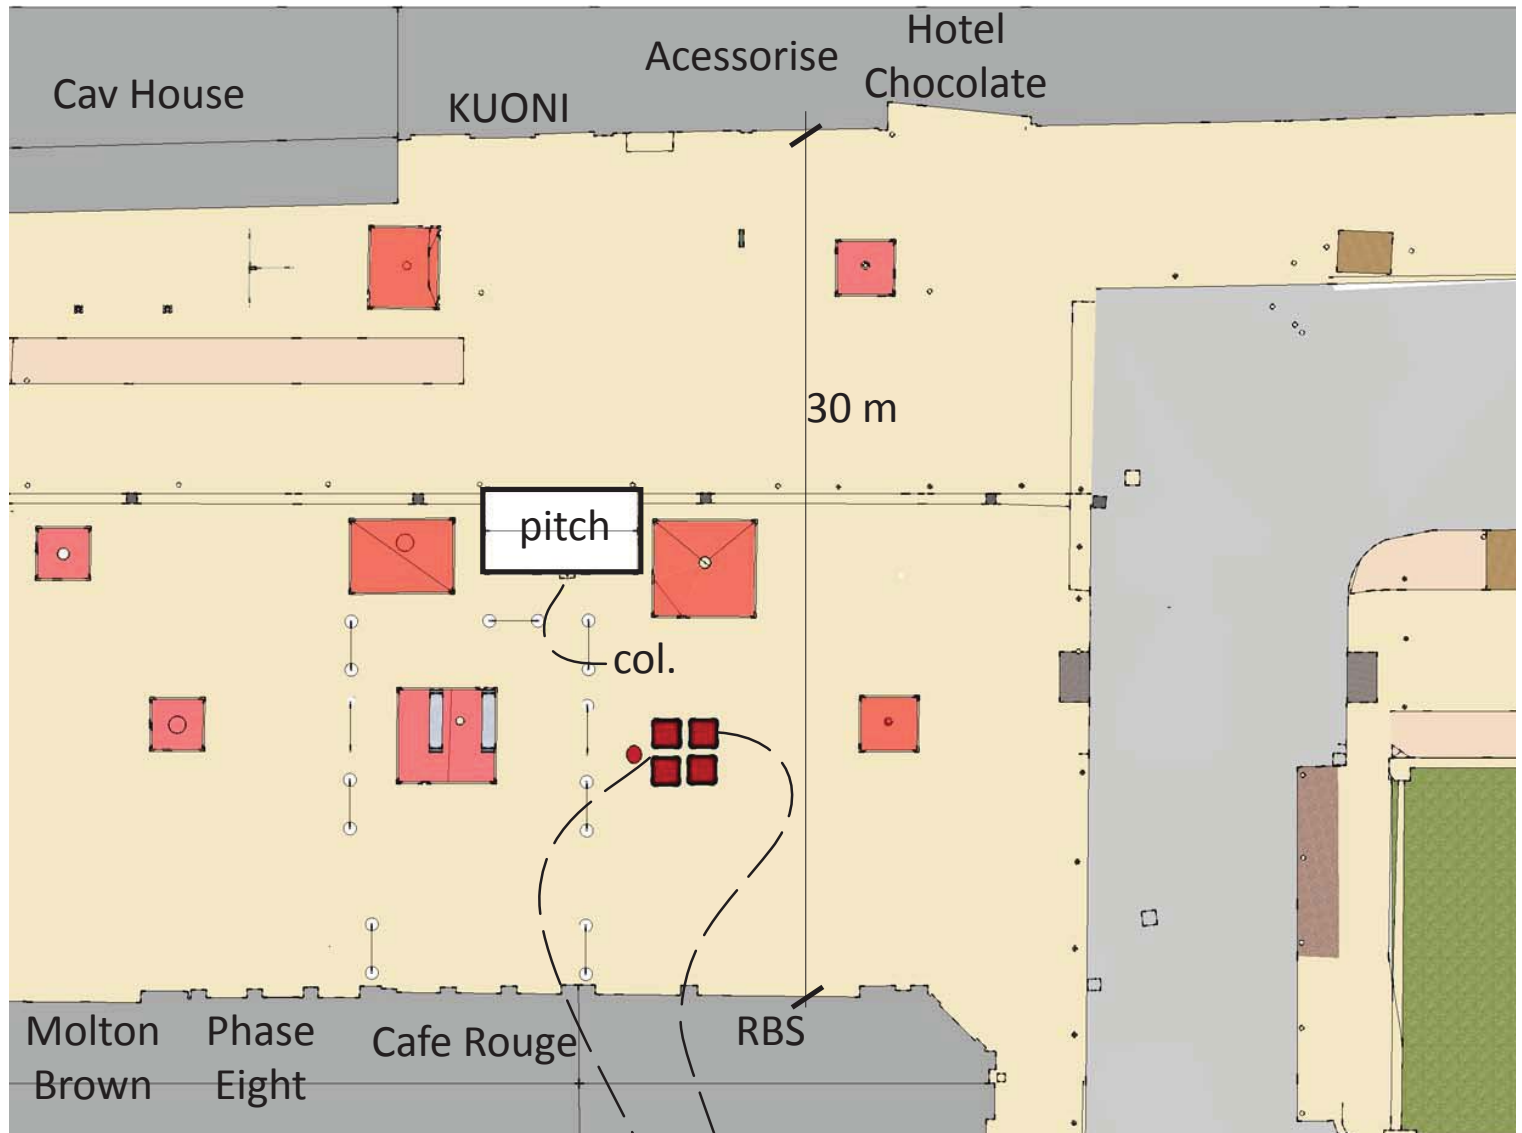 Cav House
KUONI
Acessorise
Hotel
Chocolate
30 m
pitch
col.
Molton
Brown
Phase
Eight
Cafe Rouge
RBS